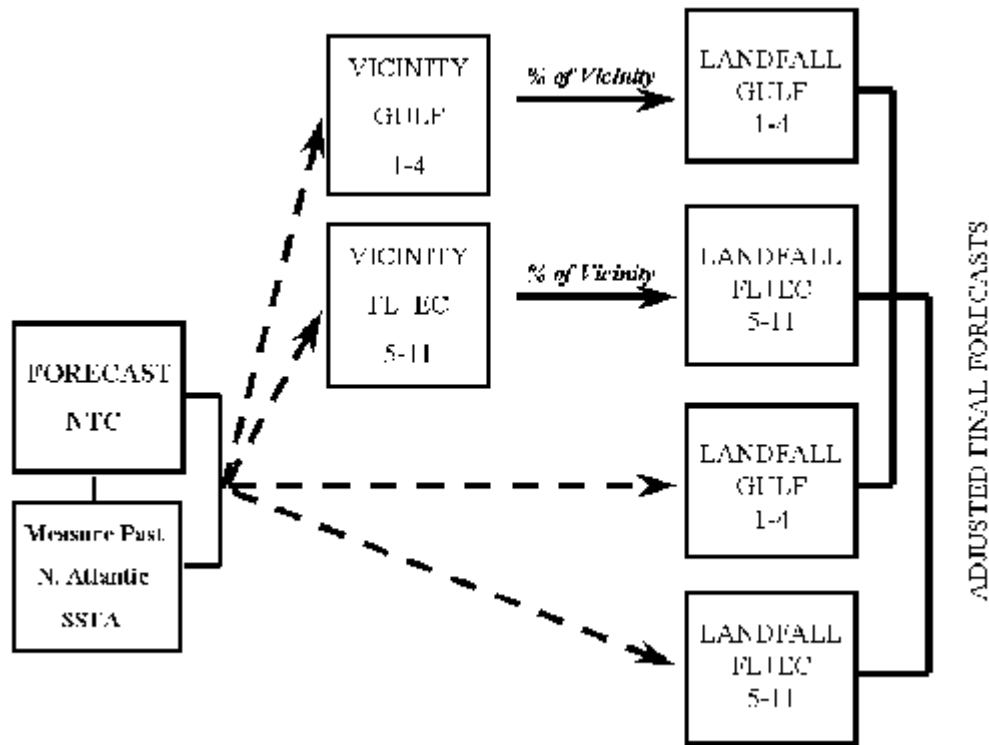 VICINITY
GULF
1-4
% of Vicinity
LANDFALL
GULF
1-4
VICINITY
FL+EC
5-11
% of Vicinity
LANDFALL
FL+EC
5-11
FORECAST
NTC
Measure Past
N. Atlantic
SSTA
LANDFALL
GULF
1-4
LANDFALL
FL+EC
5-11
ADJUSTED FINAL FORECASTS